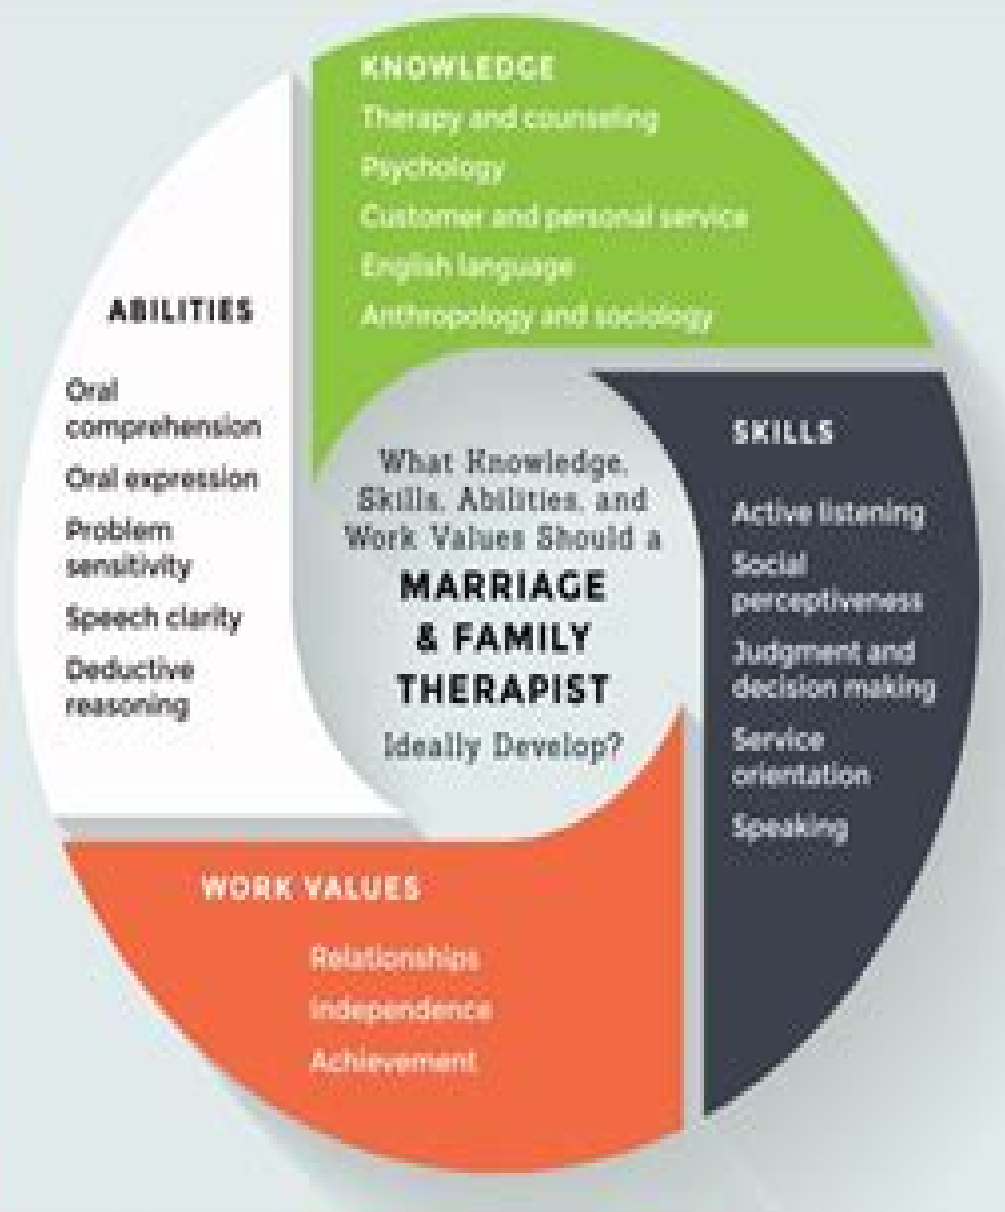 KNOWLEDGE
Therapy and counseling
Psychology
Customer and personal service
English language
Anthropology and sociology
ABILITIES
Oral
comprehension
Oral expression
Problem
sensitivity
Speech clarity
Deductive
reasoning
What Knowledge,
Skills, Abilities, and
Work Values Should a
MARRIAGE
& FAMILY
THERAPIST
Ideally Develop?
SKILLS
Active listening
Social
perceptiveness
Judgment and
decision making
Service
orientation
Speaking
WORK VALUES
Relationships
Independence
Achievement